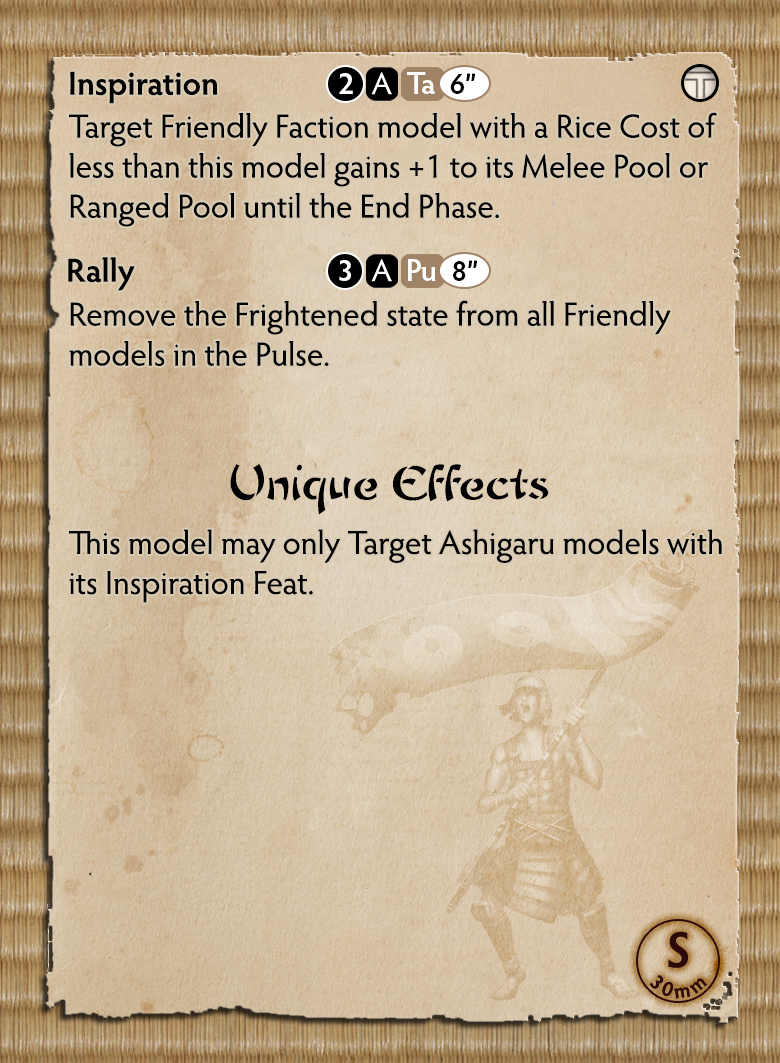 Inspiration 2 A Ta 6"
Target Friendly Faction model with a Rice Cost of
less than this model gains +1 to its Melee Pool or
Ranged Pool until the End Phase.
Rally 3 A Pu 8"
Remove the Frightened state from all Friendly
models in the Pulse.
Unique Effects
This model may only Target Ashigaru models with
its Inspiration Feat.
S
30mm